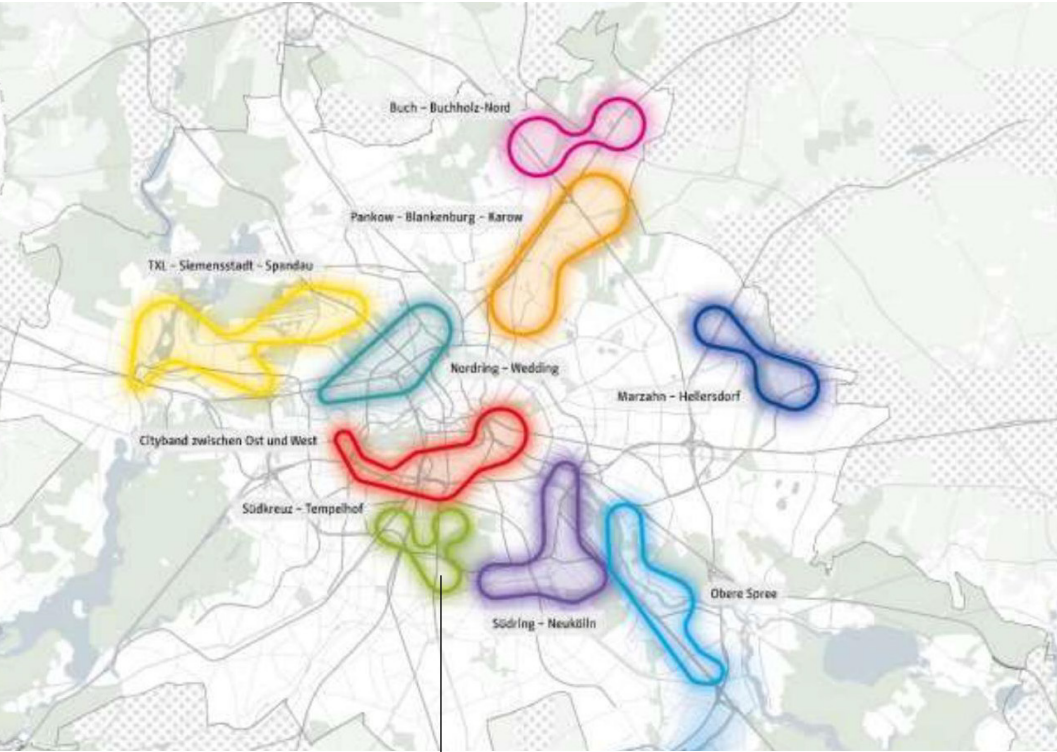 Buch – Buchholz-Nord
Pankow – Blankenburg – Karow
TXL – Siemensstadt – Spandau
Nordring – Wedding
Marzahn – Hellersdorf
Cityband zwischen Ost und West
Südkreuz – Tempelhof
Obere Spree
Südring – Neukölln